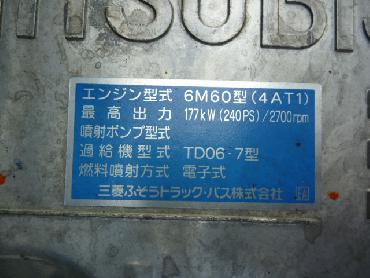 MITSUBIS
エンジン型式 6M60型(4AT1)
最高出力 177kW(240PS)/2700rpm
噴射ポンプ型式
過給機型式 TD06-7型
燃料噴射方式 電子式
三菱ふそうトラック・バス株式会社